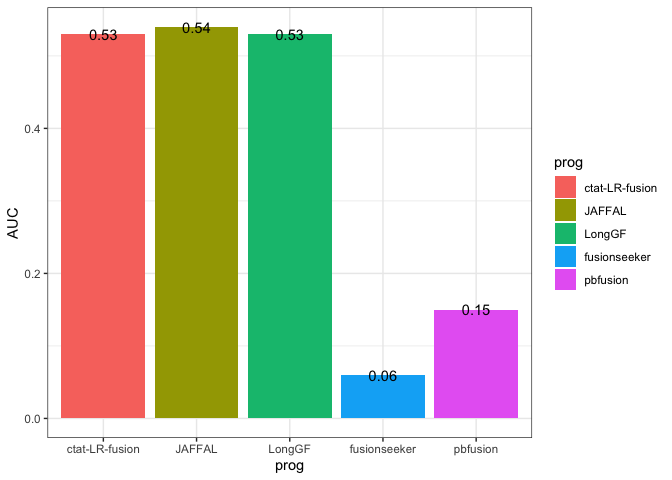 0.53
0.54
0.53
0.06
0.15
AUC
0.4
0.2
0.0
ctat-LR-fusion
JAFFAL
LongGF
fusionseeker
pbfusion
prog
prog
ctat-LR-fusion
JAFFAL
LongGF
fusionseeker
pbfusion